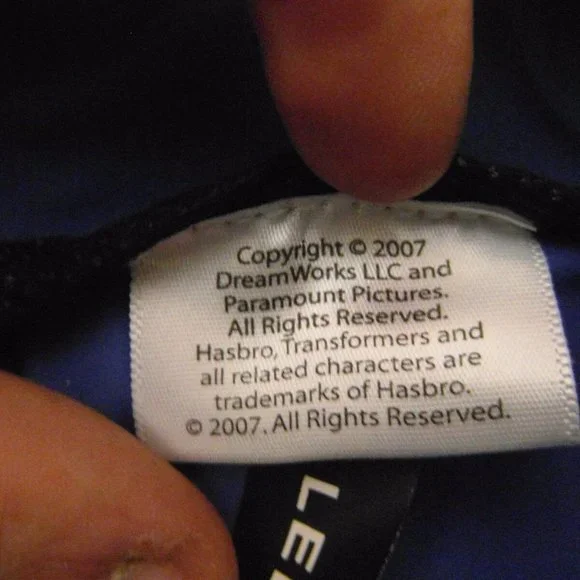 Copyright © 2007
DreamWorks LLC and
Paramount Pictures.
All Rights Reserved.
Hasbro, Transformers and
all related characters are
trademarks of Hasbro.
© 2007. All Rights Reserved.